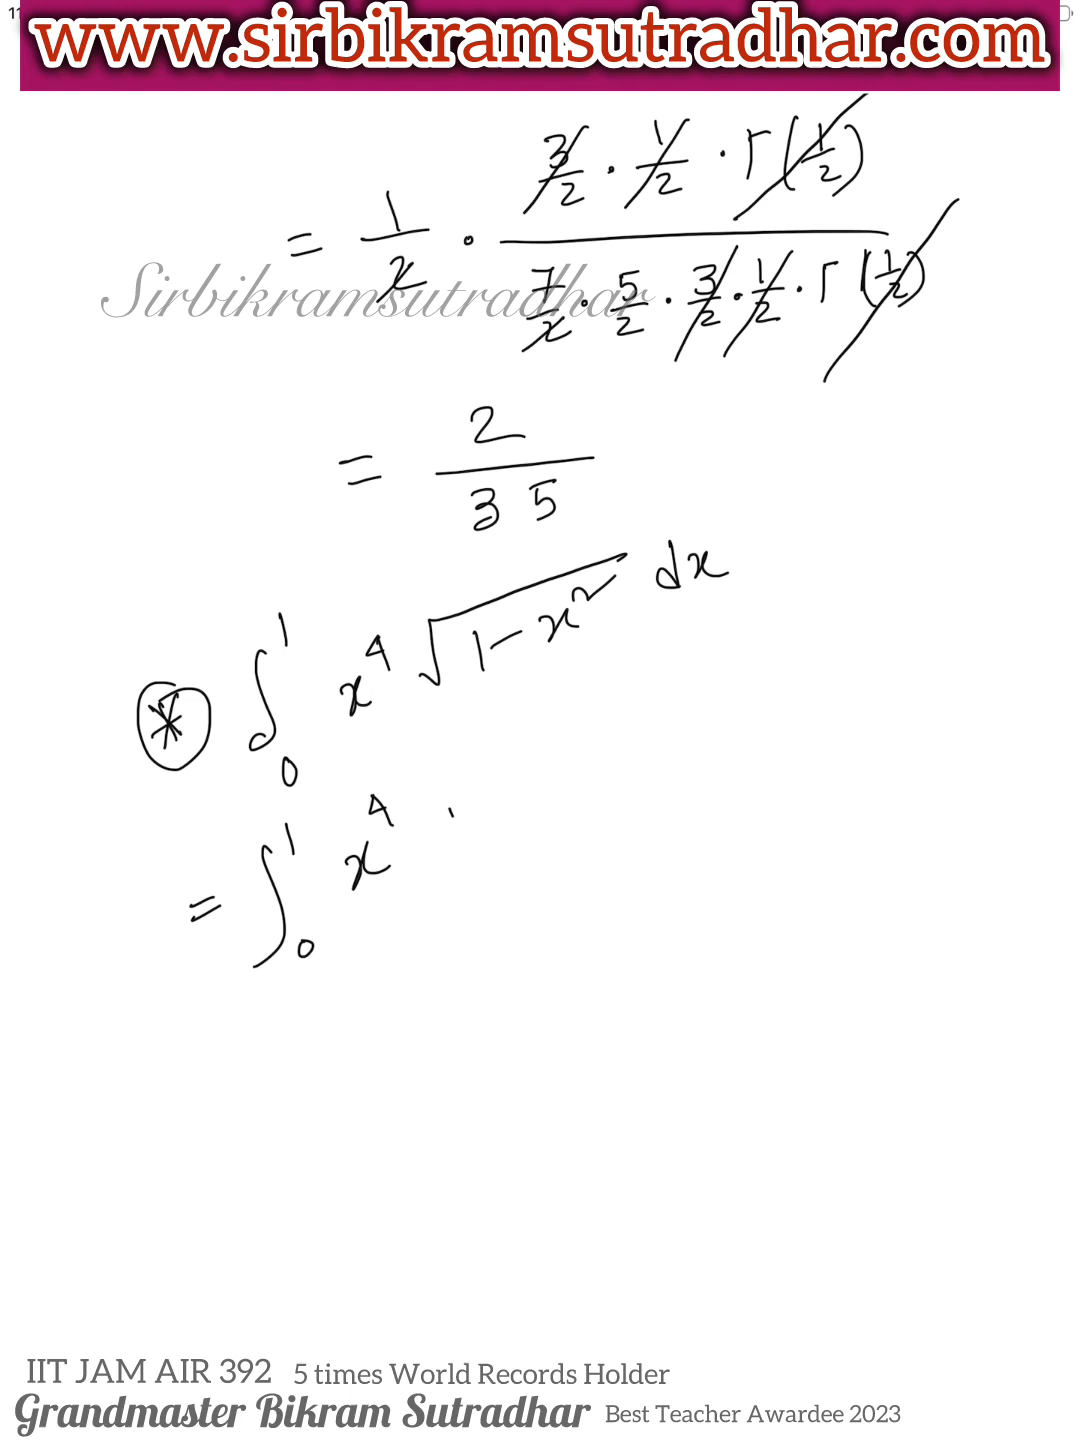 11
www.sirbikramsutradhar.com
= 1/2 · (3/2 · 1/2 · Γ(1/2)) / (7/2 · 5/2 · 3/2 · 1/2 · Γ(1/2))
Sirbikramsutradhar
= 2/35
* ∫₀¹ x⁴ √(1-x²) dx
= ∫₀¹ x⁴ ·
IIT JAM AIR 392 5 times World Records Holder
Grandmaster Bikram Sutradhar Best Teacher Awardee 2023